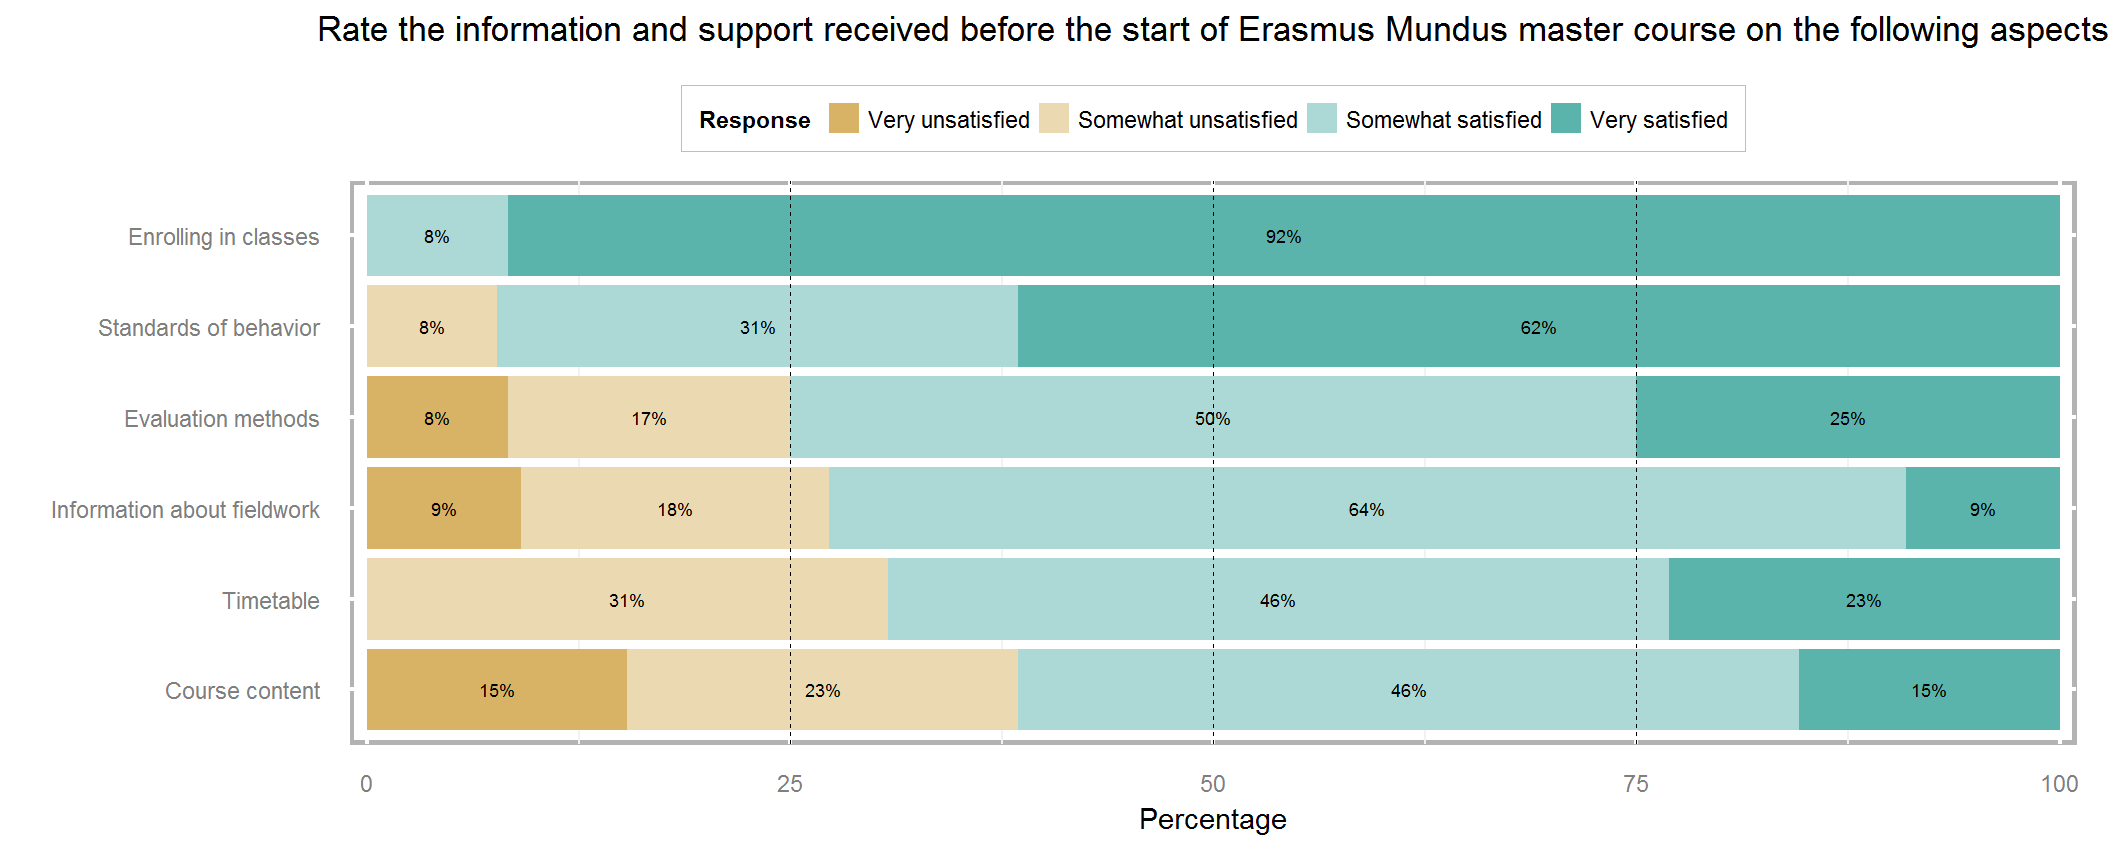 Rate the information and support received before the start of Erasmus Mundus master course on the following aspects
Response Very unsatisfied Somewhat unsatisfied Somewhat satisfied Very satisfied
Enrolling in classes 8% 92%
Standards of behavior 8% 31% 62%
Evaluation methods 8% 17% 50% 25%
Information about fieldwork 9% 18% 64% 9%
Timetable 31% 46% 23%
Course content 15% 23% 46% 15%
0 25 50 75 100
Percentage